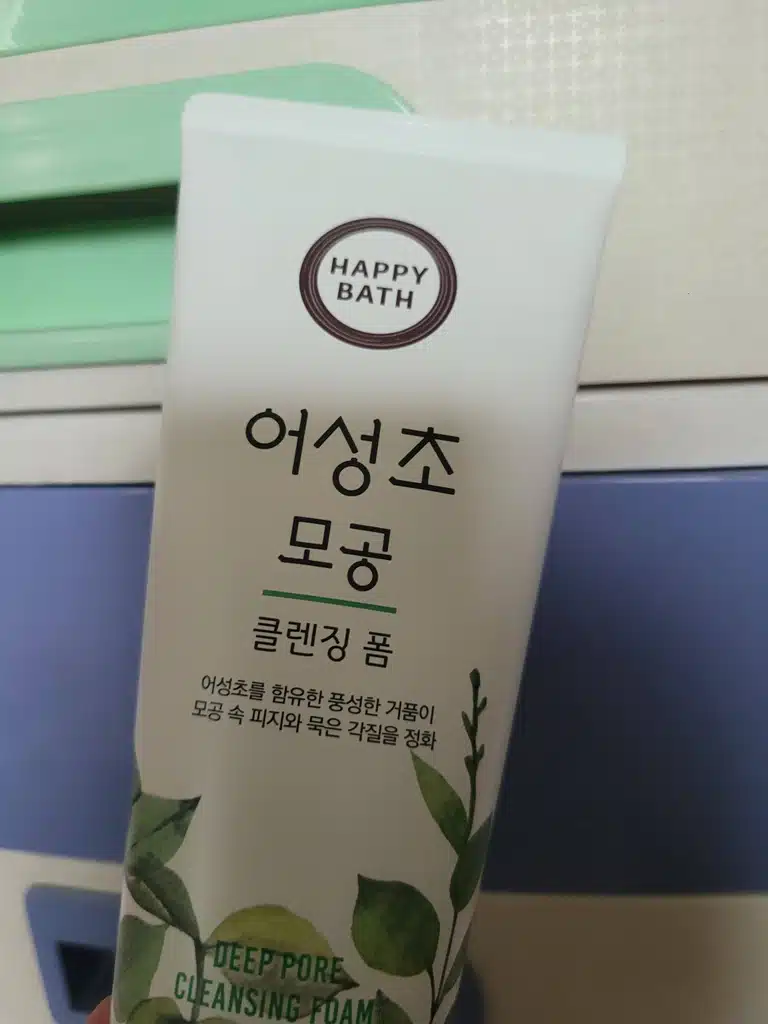 HAPPY
BATH
어성초
모공
클렌징 폼
어성초를 함유한 풍성한 거품이
모공 속 피지와 묵은 각질을 정화
DEEP PORE
CLEANSING FOAM